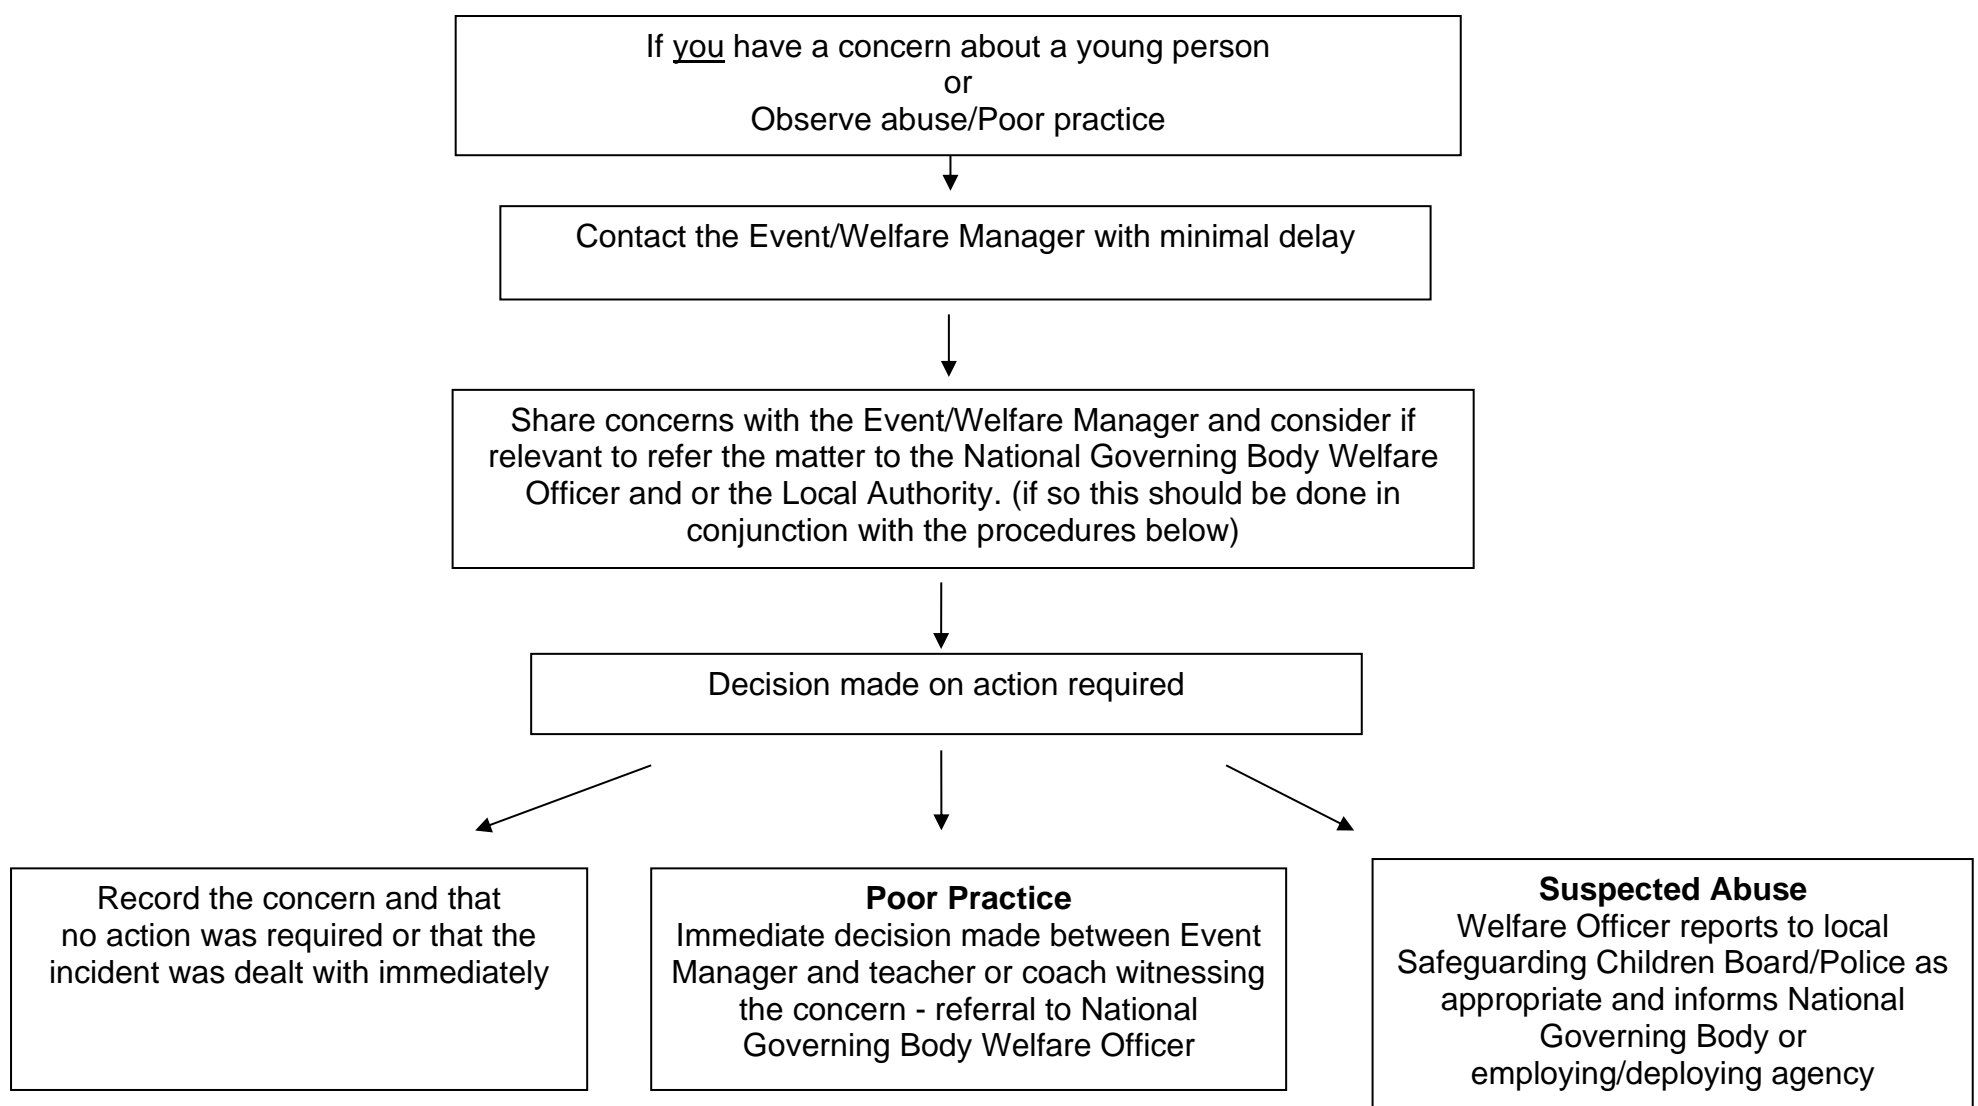 If you have a concern about a young person
or
Observe abuse/Poor practice
Contact the Event/Welfare Manager with minimal delay
Share concerns with the Event/Welfare Manager and consider if
relevant to refer the matter to the National Governing Body Welfare
Officer and or the Local Authority. (if so this should be done in
conjunction with the procedures below)
Decision made on action required
Record the concern and that
no action was required or that the
incident was dealt with immediately
Poor Practice
Immediate decision made between Event
Manager and teacher or coach witnessing
the concern - referral to National
Governing Body Welfare Officer
Suspected Abuse
Welfare Officer reports to local
Safeguarding Children Board/Police as
appropriate and informs National
Governing Body or
employing/deploying agency